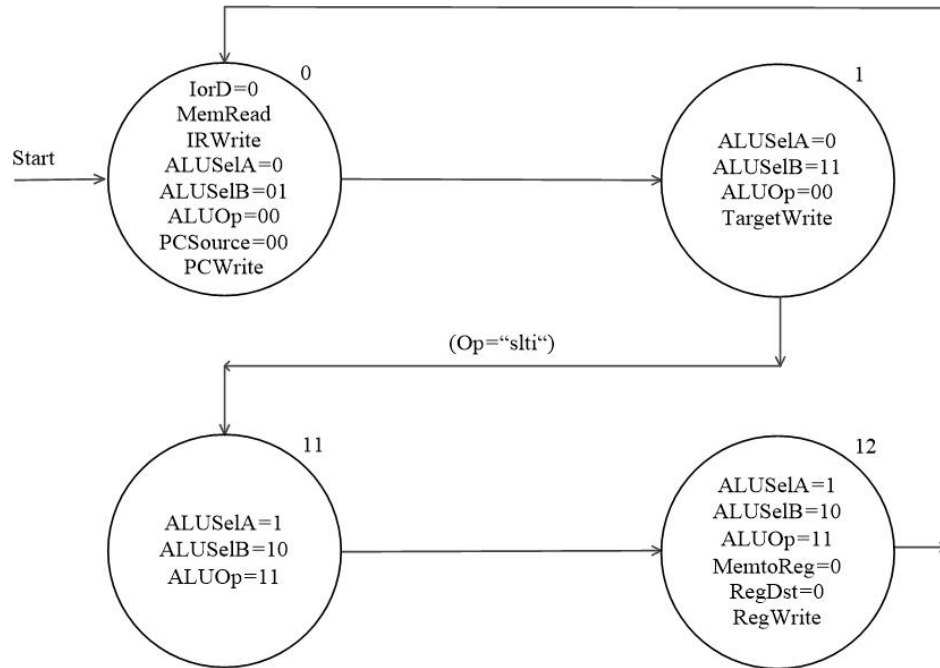 0
IorD=0
MemRead
IRWrite
ALUSelA=0
ALUSelB=01
ALUOp=00
PCSource=00
PCWrite
Start
1
ALUSelA=0
ALUSelB=11
ALUOp=00
TargetWrite
(Op=“slti“)
11
ALUSelA=1
ALUSelB=10
ALUOp=11
12
ALUSelA=1
ALUSelB=10
ALUOp=11
MemtoReg=0
RegDst=0
RegWrite